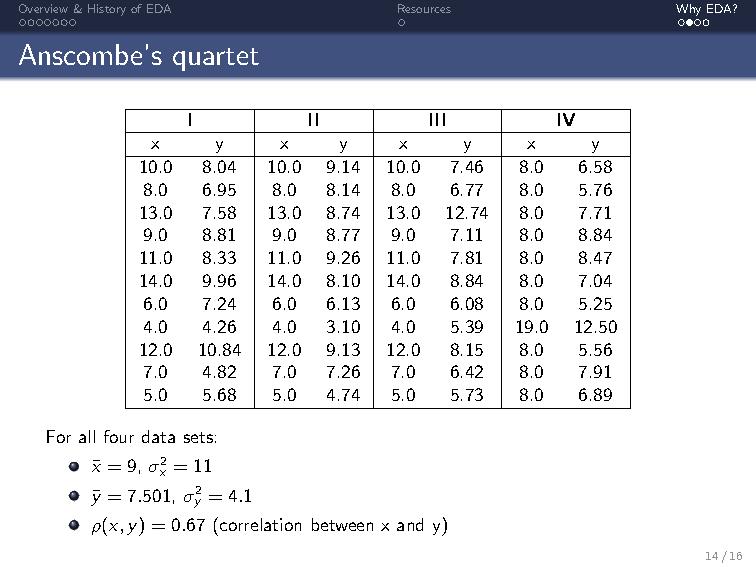 Overview & History of EDA Resources Why EDA?
Anscombe's quartet
I II III IV
x y x y x y x y
10.0 8.04 10.0 9.14 10.0 7.46 8.0 6.58
8.0 6.95 8.0 8.14 8.0 6.77 8.0 5.76
13.0 7.58 13.0 8.74 13.0 12.74 8.0 7.71
9.0 8.81 9.0 8.77 9.0 7.11 8.0 8.84
11.0 8.33 11.0 9.26 11.0 7.81 8.0 8.47
14.0 9.96 14.0 8.10 14.0 8.84 8.0 7.04
6.0 7.24 6.0 6.13 6.0 6.08 8.0 5.25
4.0 4.26 4.0 3.10 4.0 5.39 19.0 12.50
12.0 10.84 12.0 9.13 12.0 8.15 8.0 5.56
7.0 4.82 7.0 7.26 7.0 6.42 8.0 7.91
5.0 5.68 5.0 4.74 5.0 5.73 8.0 6.89
For all four data sets:
x̄ = 9, σ²ₓ = 11
ȳ = 7.501, σ²_y = 4.1
ρ(x, y) = 0.67 (correlation between x and y)
14 / 16